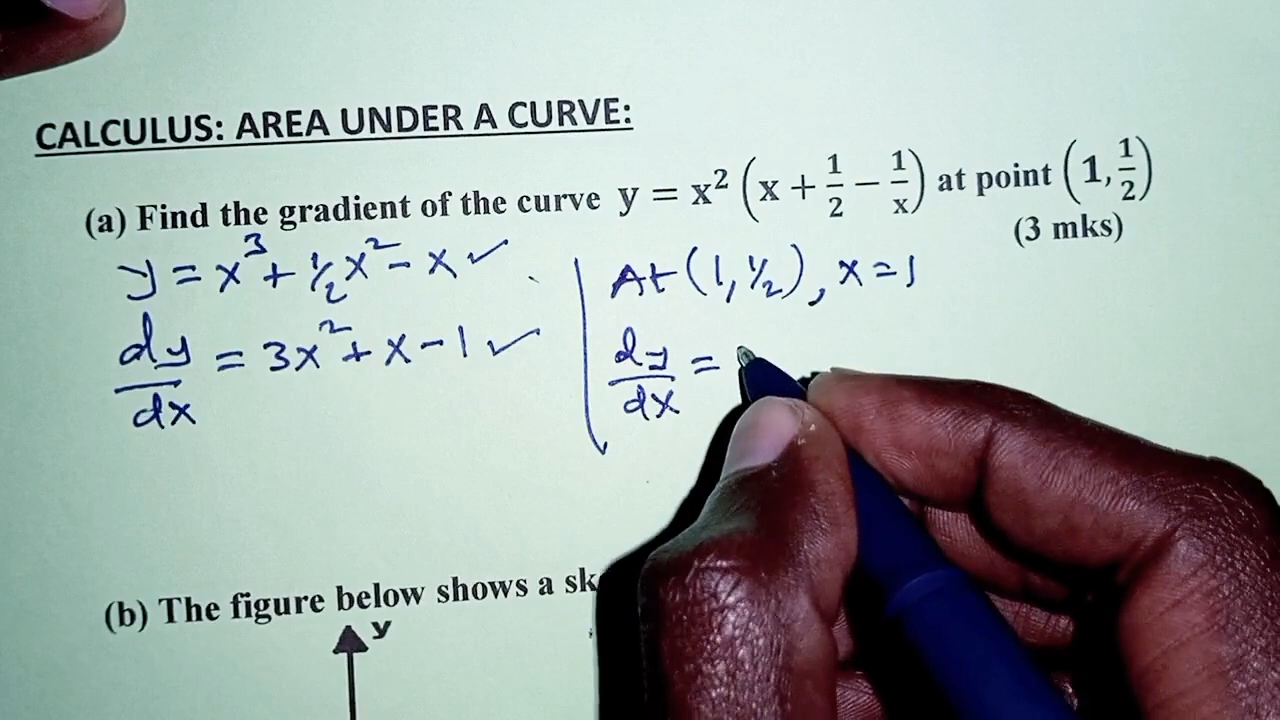 CALCULUS: AREA UNDER A CURVE:
(a) Find the gradient of the curve y = x² (x + 1/2 − 1/x) at point (1, 1/2)
(3 mks)
y = x³ + ½x² − x ✓
dy/dx = 3x² + x − 1 ✓
At (1, ½), x = 1
dy/dx =
(b) The figure below shows a sk
y